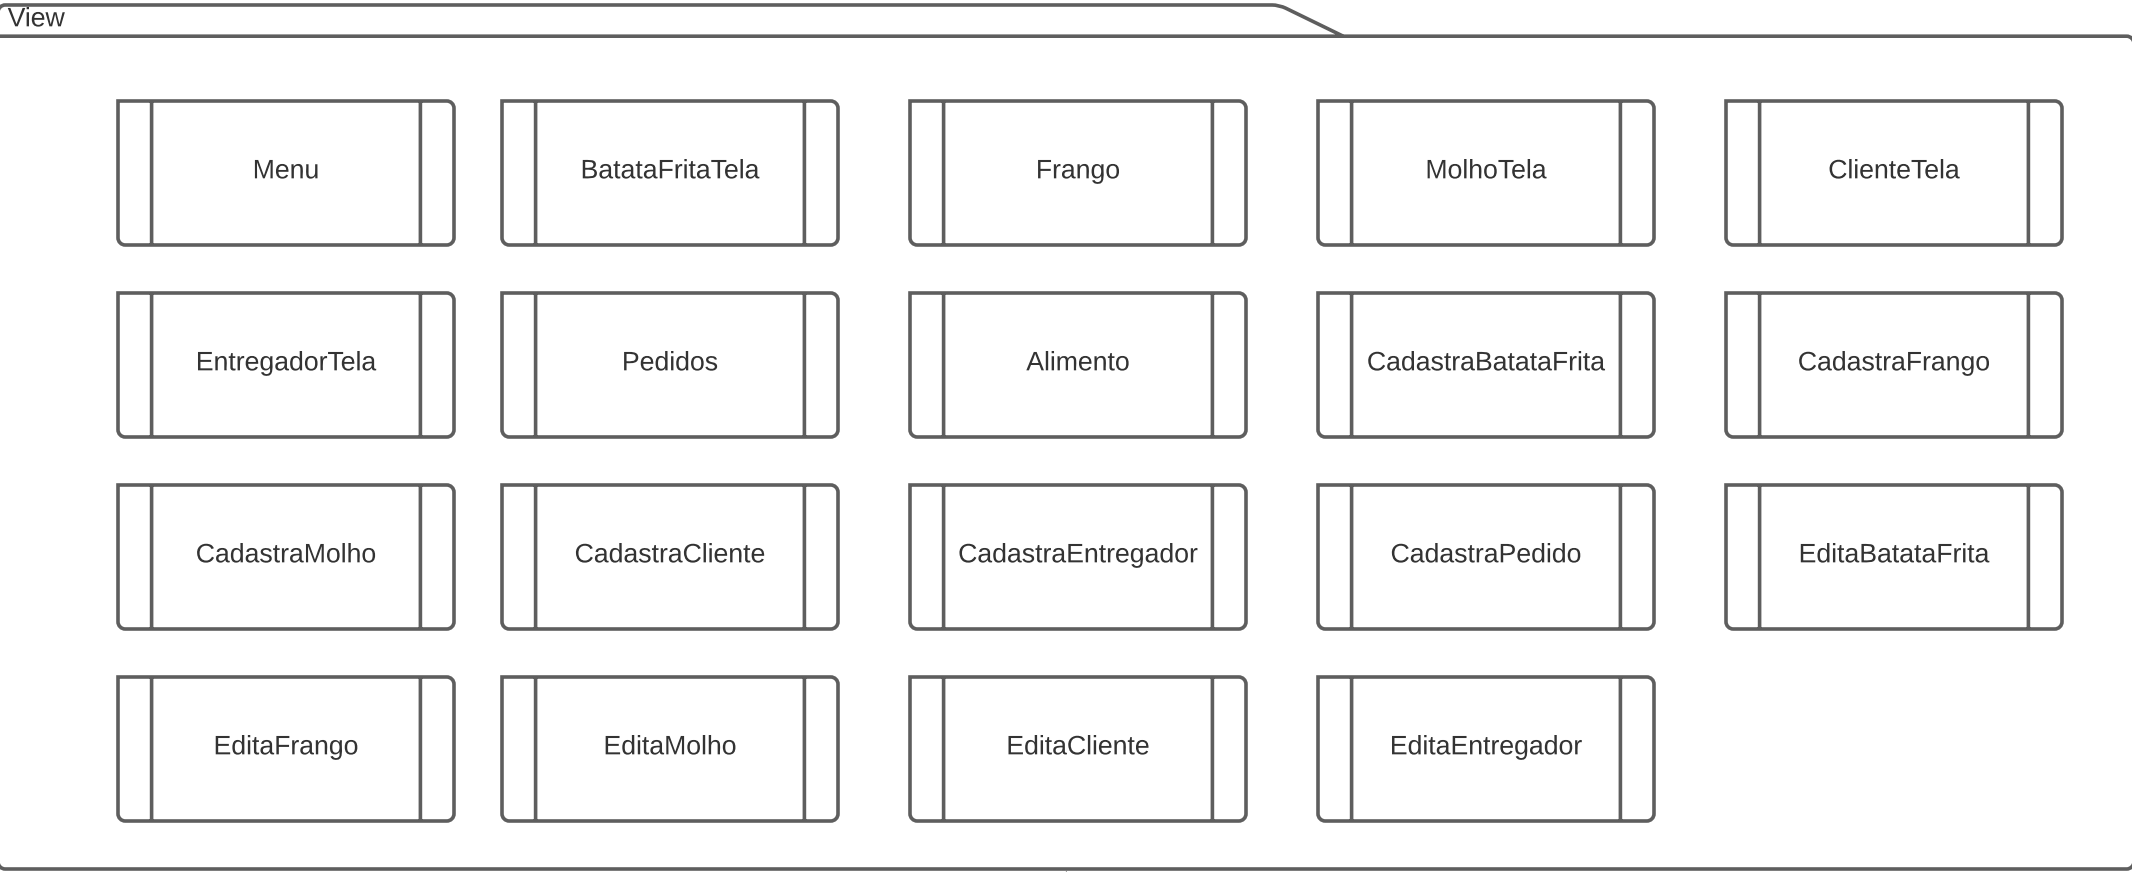 View
Menu
BatataFritaTela
Frango
MolhoTela
ClienteTela
EntregadorTela
Pedidos
Alimento
CadastraBatataFrita
CadastraFrango
CadastraMolho
CadastraCliente
CadastraEntregador
CadastraPedido
EditaBatataFrita
EditaFrango
EditaMolho
EditaCliente
EditaEntregador